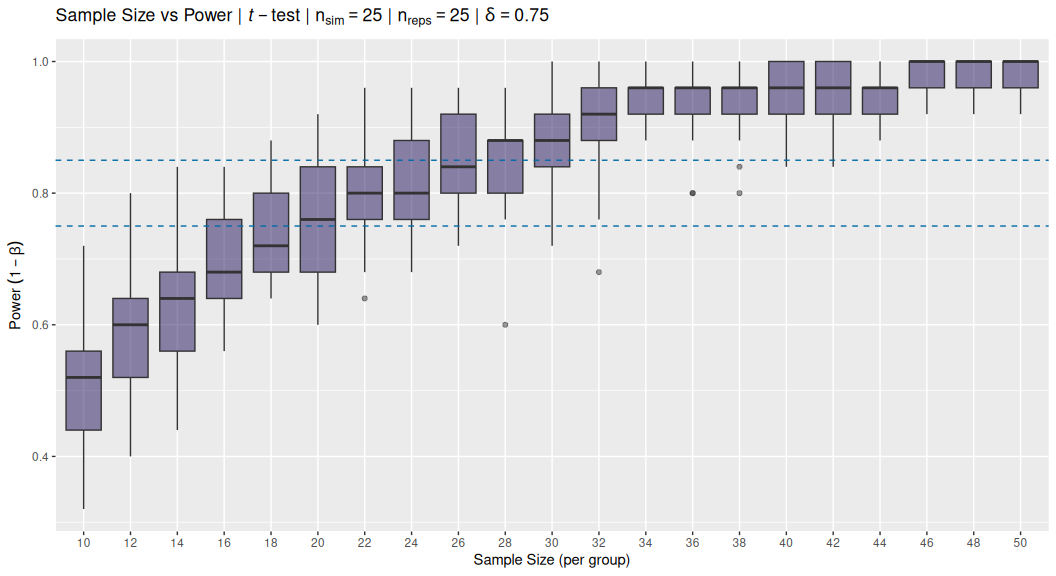 Sample Size vs Power | t − test | nsim = 25 | nreps = 25 | δ = 0.75
1.0
0.8
0.6
0.4
Power (1 − β)
10 12 14 16 18 20 22 24 26 28 30 32 34 36 38 40 42 44 46 48 50
Sample Size (per group)